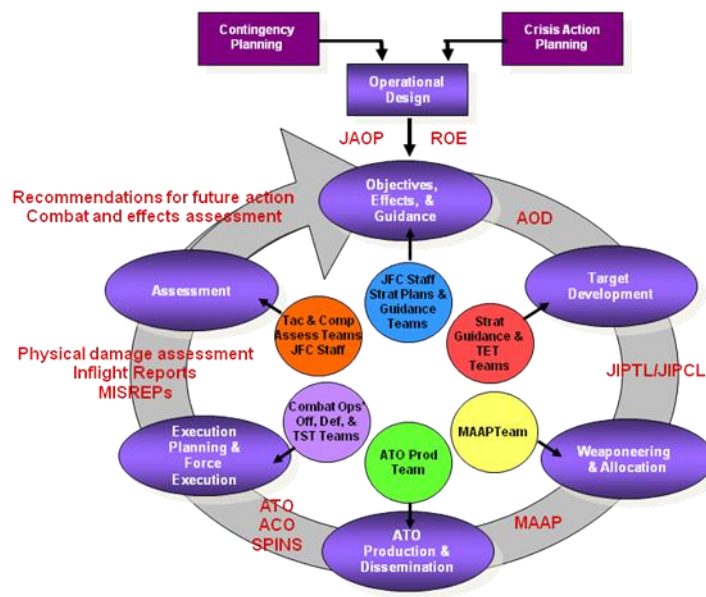 Contingency
Planning
Crisis Action
Planning
Operational
Design
JAOP
ROE
Objectives,
Effects, &
Guidance
Recommendations for future action
Combat and effects assessment
AOD
Assessment
JFC Staff
Strat Plans &
Guidance
Teams
Target
Development
Tac & Comp
Assess Teams
JFC Staff
Strat
Guidance &
TET
Teams
Physical damage assessment
Inflight Reports
MISREPs
JIPTL/JIPCL
Combat Ops'
Off, Def, &
TST Teams
MAAPTeam
Execution
Planning &
Force
Execution
ATO Prod
Team
Weaponeering
& Allocation
ATO
ACO
SPINS
MAAP
ATO
Production &
Dissemination